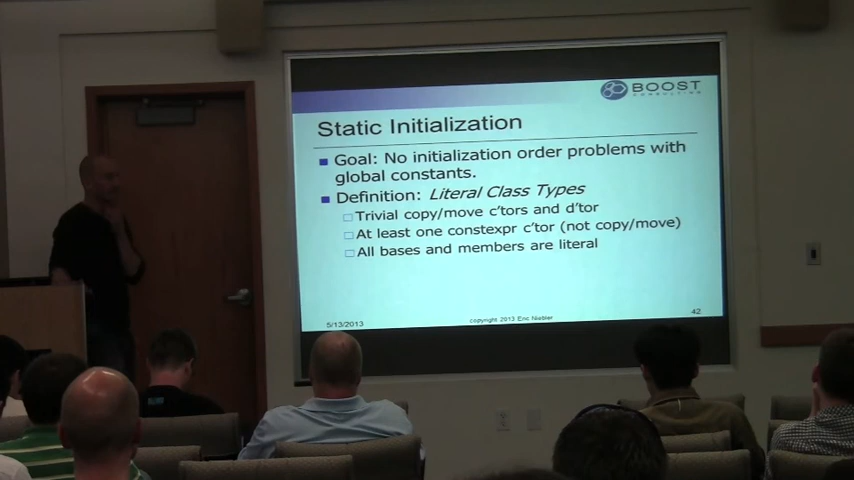 BOOST
CONSULTING
Static Initialization
Goal: No initialization order problems with
global constants.
Definition: Literal Class Types
Trivial copy/move c'tors and d'tor
At least one constexpr c'tor (not copy/move)
All bases and members are literal
5/13/2013
copyright 2013 Eric Niebler
42